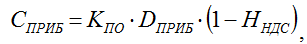 C_ПРИБ = K_ПО · D_ПРИБ · (1 − H_НДС),